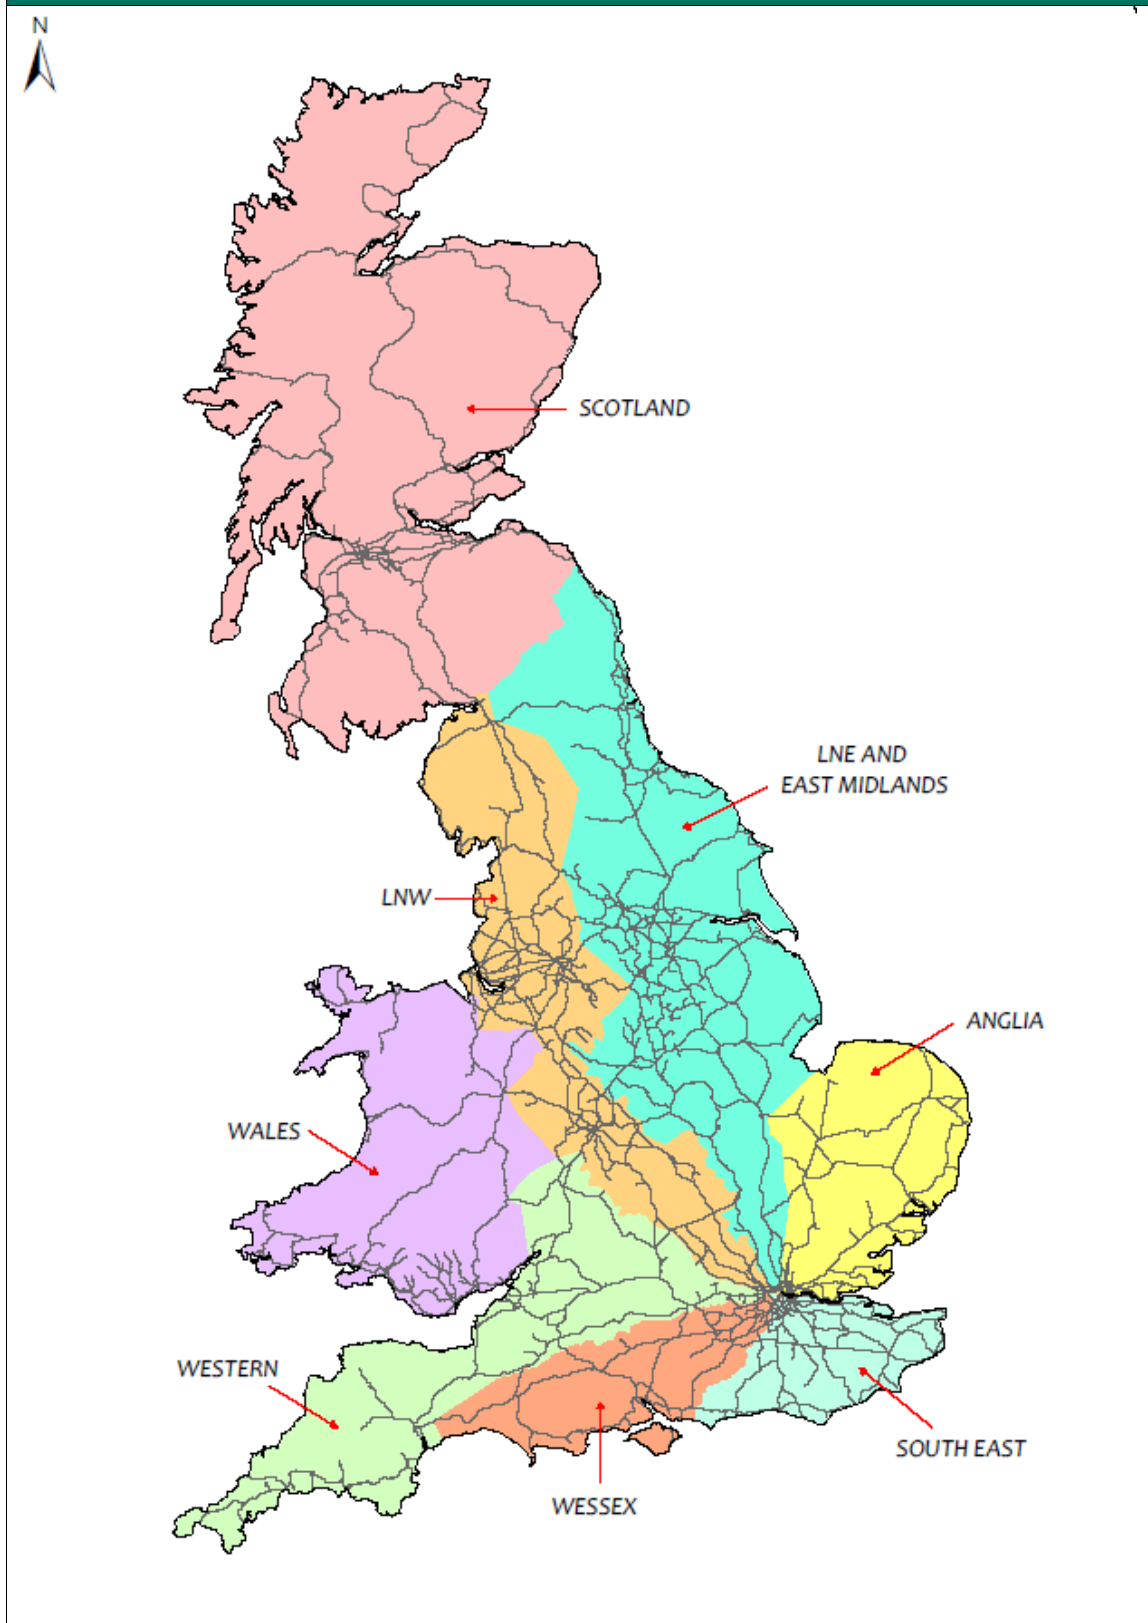 N
SCOTLAND
LNE AND
EAST MIDLANDS
LNW
ANGLIA
WALES
WESTERN
SOUTH EAST
WESSEX